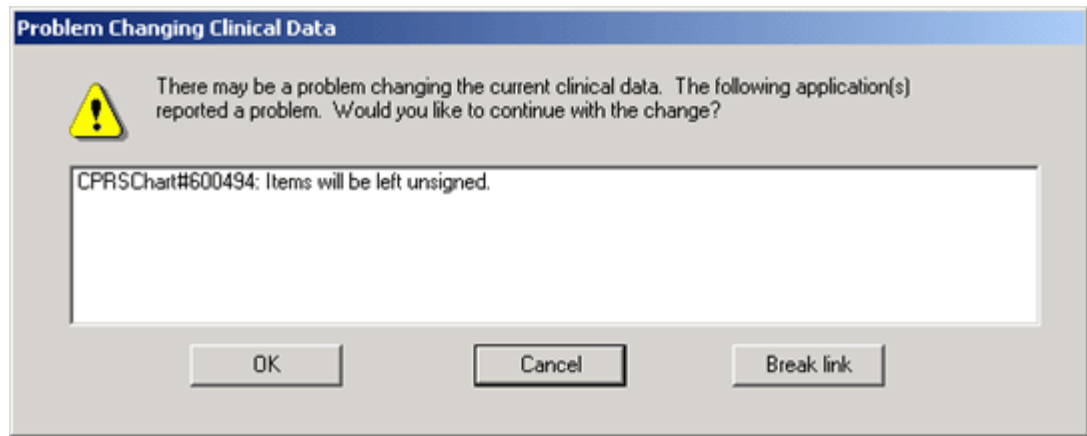 Problem Changing Clinical Data
There may be a problem changing the current clinical data.  The following application(s)
reported a problem.  Would you like to continue with the change?
CPRSChart#600494: Items will be left unsigned.
OK
Cancel
Break link